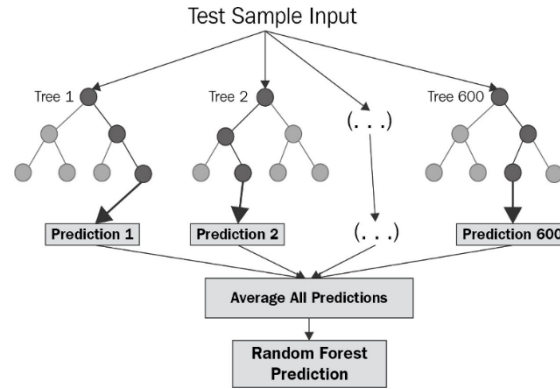 Test Sample Input
Tree 1
Tree 2
(. . .)
Tree 600
Prediction 1
Prediction 2
(. . .)
Prediction 600
Average All Predictions
Random Forest
Prediction